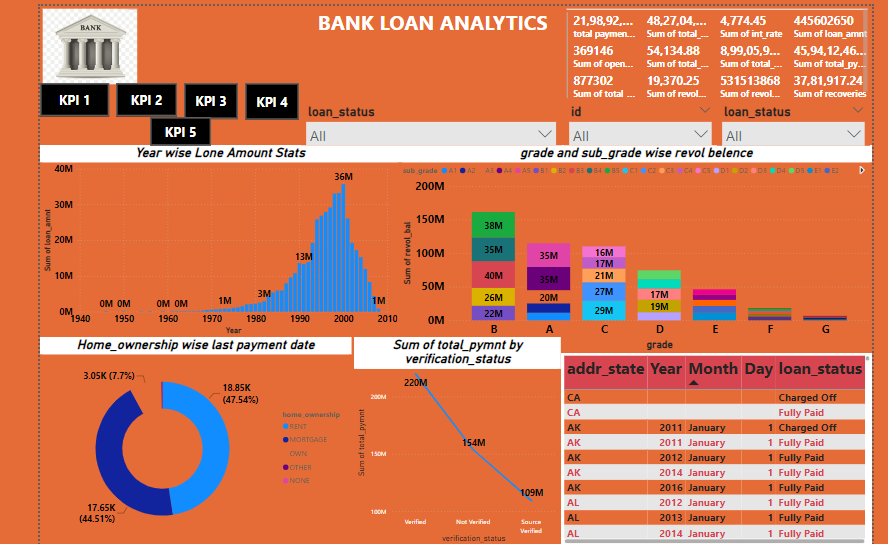 BANK
BANK LOAN ANALYTICS
21,98,92,... 48,27,04,... 4,774.45 445602650
total paymen... Sum of total_... Sum of int_rate Sum of loan_amnt
369146 54,134.88 8,99,05,9... 45,94,12,46...
Sum of open... Sum of total_... Sum of total_... Sum of total_py...
877302 19,370.25 531513868 37,81,917.24
Sum of total ... Sum of revol... Sum of revol... Sum of recoveries
KPI 1 KPI 2 KPI 3 KPI 4
KPI 5
loan_status id loan_status
All All All
Year wise Lone Amount Stats
Sum of loan_amnt
40M
30M
20M
10M
0M
0M 0M 0M 0M 1M 3M 13M 36M 1M
1940 1950 1960 1970 1980 1990 2000 2010
Year
grade and sub_grade wise revol belence
sub_grade A1 A2 A3 A4 A5 B1 B2 B3 B4 B5 C1 C2 C3 C4 C5 D1 D2 D3 D4 D5 E1 E2
Sum of revol_bal
200M
150M
100M
50M
0M
38M
35M
40M
26M
22M
35M
35M
20M
16M
17M
21M
27M
29M
17M
19M
B A C D E F G
grade
Home_ownership wise last payment date
3.05K (7.7%)
18.85K
(47.54%)
17.65K
(44.51%)
home_ownership
RENT
MORTGAGE
OWN
OTHER
NONE
Sum of total_pymnt by
verification_status
Sum of total_pymnt
200M
150M
100M
220M
154M
109M
Verified Not Verified Source
Verified
verification_status
addr_state Year Month Day loan_status
CA Charged Off
CA Fully Paid
AK 2011 January 1 Charged Off
AK 2011 January 1 Fully Paid
AK 2012 January 1 Fully Paid
AK 2014 January 1 Fully Paid
AK 2016 January 1 Fully Paid
AL 2012 January 1 Fully Paid
AL 2013 January 1 Fully Paid
AL 2014 January 1 Fully Paid